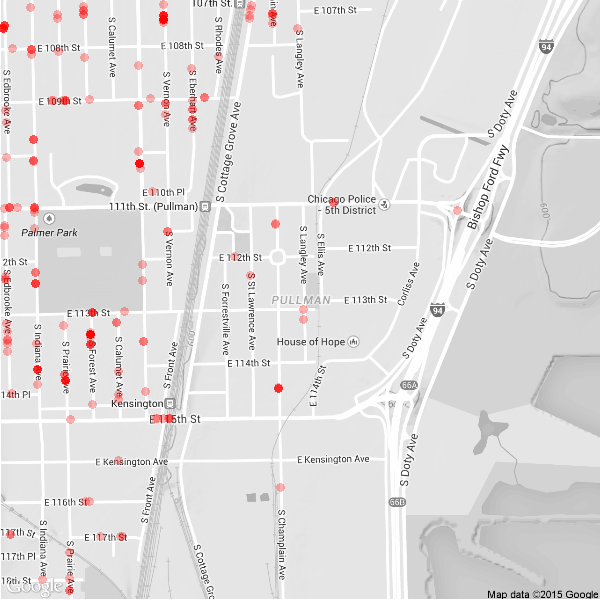 107th St.
E 107th St
S Calumet Ave
S Rhodes Ave
S Langley Ave
E 108th St
E 108th St
94
S Edbrooke Ave
S Vernon Ave
S Eberhart Ave
E 109th St
S Cottage Grove Ave
S Doty Ave
Bishop Ford Fwy
600
E 110th Pl
111th St. (Pullman)
Chicago Police
- 5th District
Palmer Park
S Vernon Ave
E 112th St
E 112th St
S Langley Ave
S Ellis Ave
Corliss Ave
S Doty Ave
2th St
S Edbrooke Ave
S Forrestville Ave
S St Lawrence Ave
PULLMAN
E 113th St
E 113th St
94
600
House of Hope
S Indiana Ave
S Prairie Ave
S Forest Ave
S Calumet Ave
S Front Ave
E 114th St
E 114th St
S Doty Ave
66A
14th Pl
Kensington
E 115th St
E Kensington Ave
E Kensington Ave
S Doty Ave
S Front Ave
E 116th St
66B
117th St
E 117th St
S Indiana Ave
S Prairie Ave
117th Pl
118th St
S Cottage Gro
S Champlain Ave
Google
Map data ©2015 Google